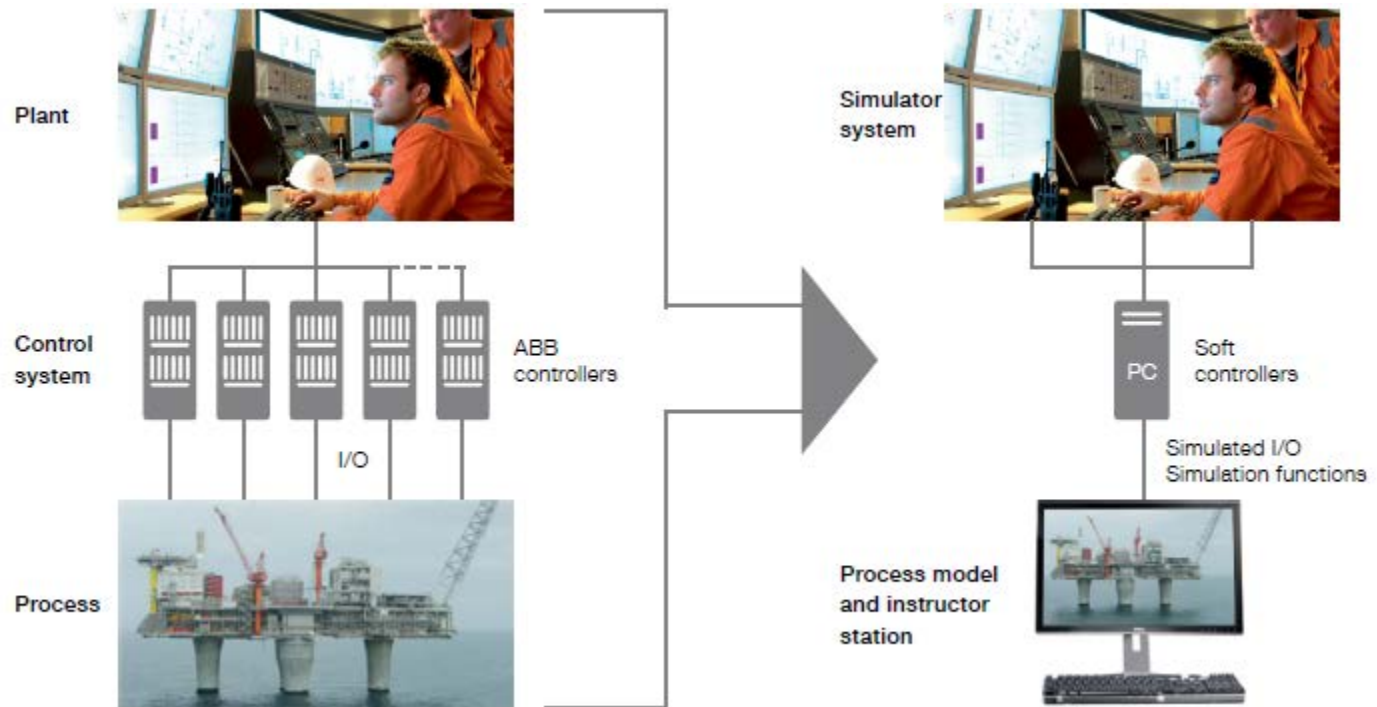 Plant
Control
system
ABB
controllers
I/O
Process
Simulator
system
PC
Soft
controllers
Simulated I/O
Simulation functions
Process model
and instructor
station